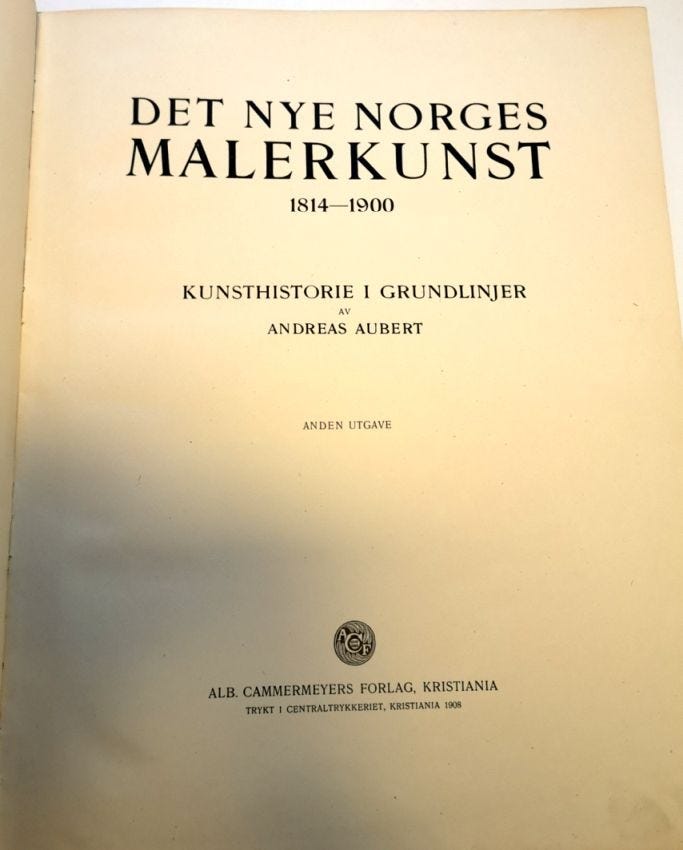 DET NYE NORGES
MALERKUNST
1814—1900
KUNSTHISTORIE I GRUNDLINJER
AV
ANDREAS AUBERT
ANDEN UTGAVE
ACF
ALB. CAMMERMEYERS FORLAG, KRISTIANIA
TRYKT I CENTRALTRYKKERIET, KRISTIANIA 1908